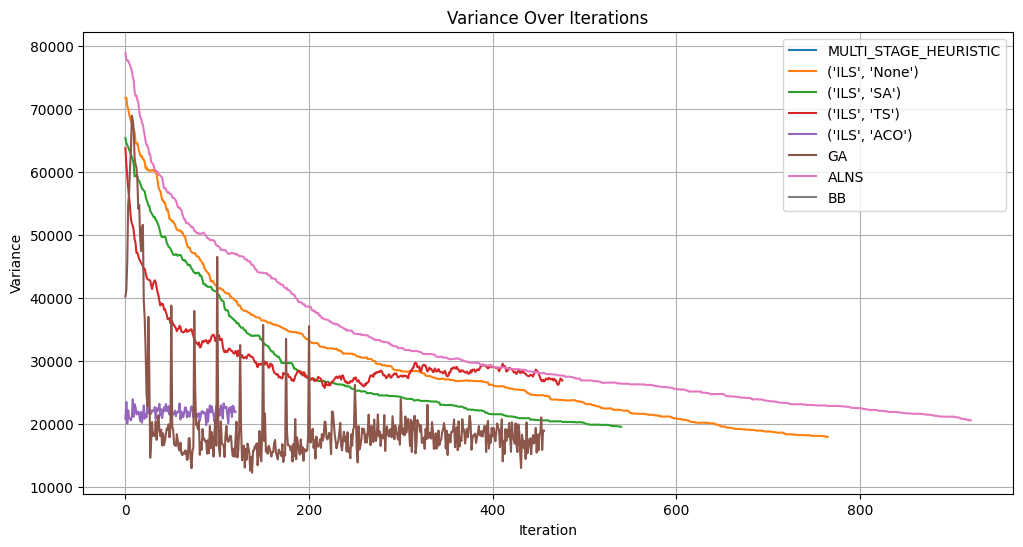 Variance Over Iterations
MULTI_STAGE_HEURISTIC
('ILS', 'None')
('ILS', 'SA')
('ILS', 'TS')
('ILS', 'ACO')
GA
ALNS
BB
Variance
80000
70000
60000
50000
40000
30000
20000
10000
0 200 400 600 800
Iteration